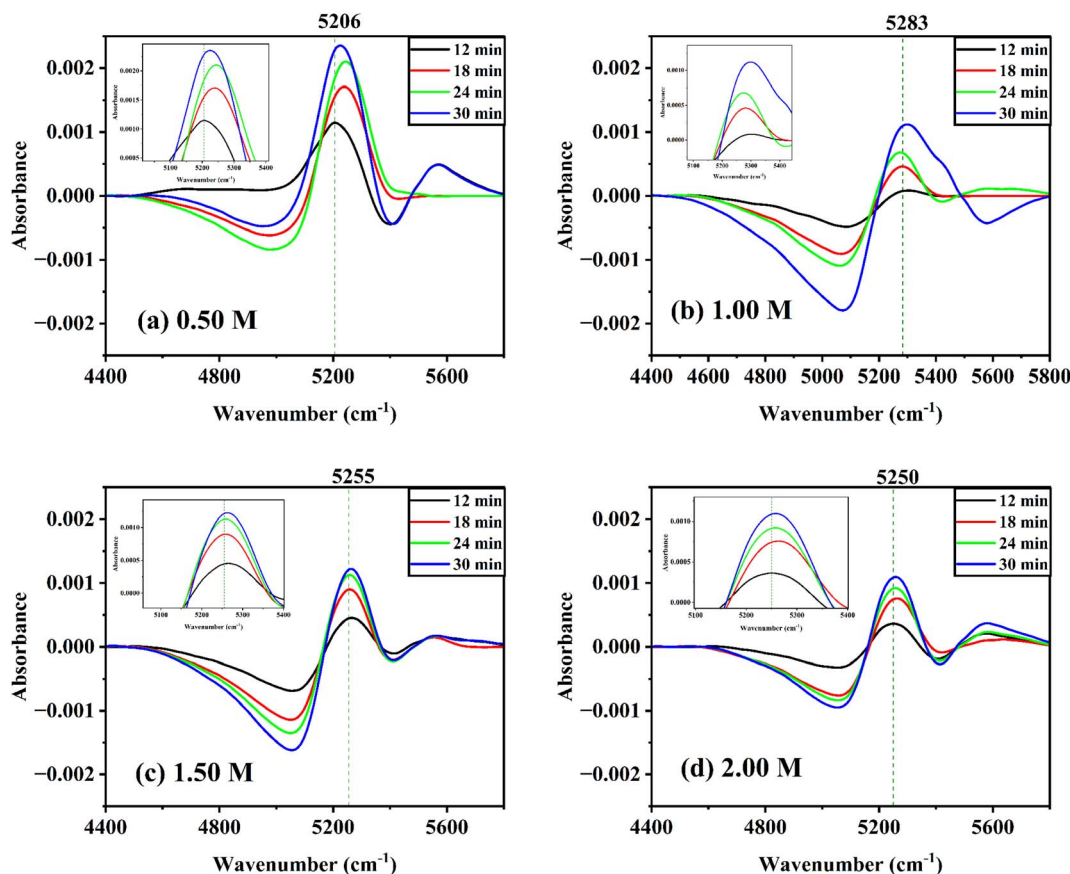 5206
Absorbance
0.002
0.001
0.000
−0.001
−0.002
12 min
18 min
24 min
30 min
Absorbance
0.0020
0.0015
0.0010
0.0005
5100 5200 5300 5400
Wavenumber (cm⁻¹)
(a) 0.50 M
4400 4800 5200 5600
Wavenumber (cm⁻¹)
5283
Absorbance
0.002
0.001
0.000
−0.001
−0.002
12 min
18 min
24 min
30 min
Absorbance
0.0010
0.0005
0.0000
5100 5200 5300 5400
Wavenumber (cm⁻¹)
(b) 1.00 M
4400 4600 4800 5000 5200 5400 5600 5800
Wavenumber (cm⁻¹)
5255
Absorbance
0.002
0.001
0.000
−0.001
−0.002
12 min
18 min
24 min
30 min
Absorbance
0.0010
0.0005
0.0000
5100 5200 5300 5400
Wavenumber (cm⁻¹)
(c) 1.50 M
4400 4800 5200 5600
Wavenumber (cm⁻¹)
5250
Absorbance
0.002
0.001
0.000
−0.001
−0.002
12 min
18 min
24 min
30 min
Absorbance
0.0010
0.0005
0.0000
5100 5200 5300 5400
Wavenumber (cm⁻¹)
(d) 2.00 M
4400 4800 5200 5600
Wavenumber (cm⁻¹)